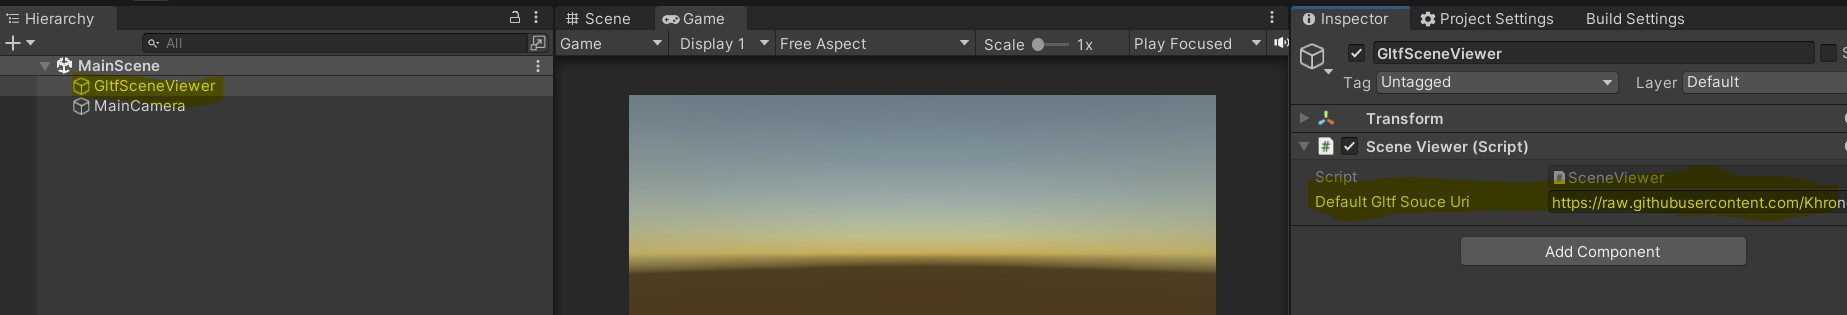 Hierarchy
All
MainScene
GltfSceneViewer
MainCamera
Scene
Game
Game
Display 1
Free Aspect
Scale
1x
Play Focused
Inspector
Project Settings
Build Settings
GltfSceneViewer
Tag
Untagged
Layer
Default
Transform
#
Scene Viewer (Script)
Script
SceneViewer
Default Gltf Souce Uri
https://raw.githubusercontent.com/Khron
Add Component